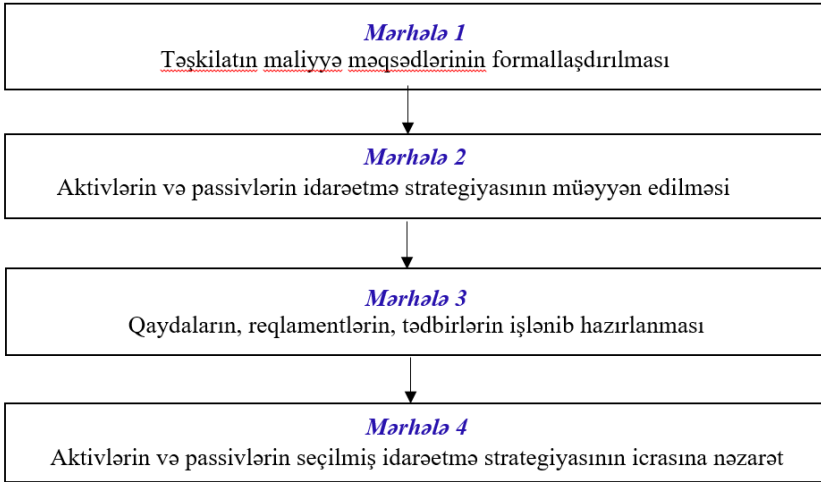 Mərhələ 1
Təşkilatın maliyyə məqsədlərinin formallaşdırılması
Mərhələ 2
Aktivlərin və passivlərin idarəetmə strategiyasının müəyyən edilməsi
Mərhələ 3
Qaydaların, reqlamentlərin, tədbirlərin işlənib hazırlanması
Mərhələ 4
Aktivlərin və passivlərin seçilmiş idarəetmə strategiyasının icrasına nəzarət